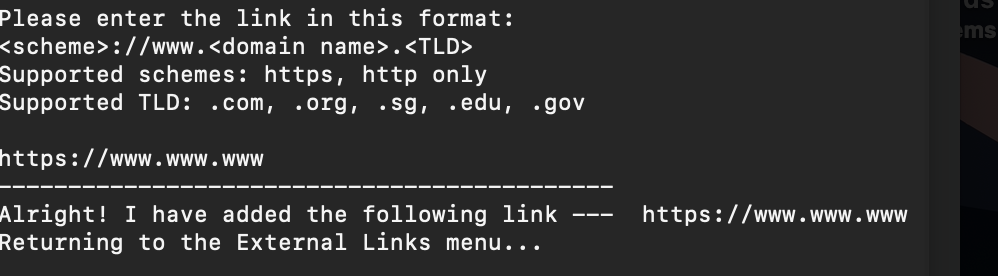 Please enter the link in this format:
<scheme>://www.<domain name>.<TLD>
Supported schemes: https, http only
Supported TLD: .com, .org, .sg, .edu, .gov
https://www.www.www
--------------------------------------------
Alright! I have added the following link ---  https://www.www.www
Returning to the External Links menu...